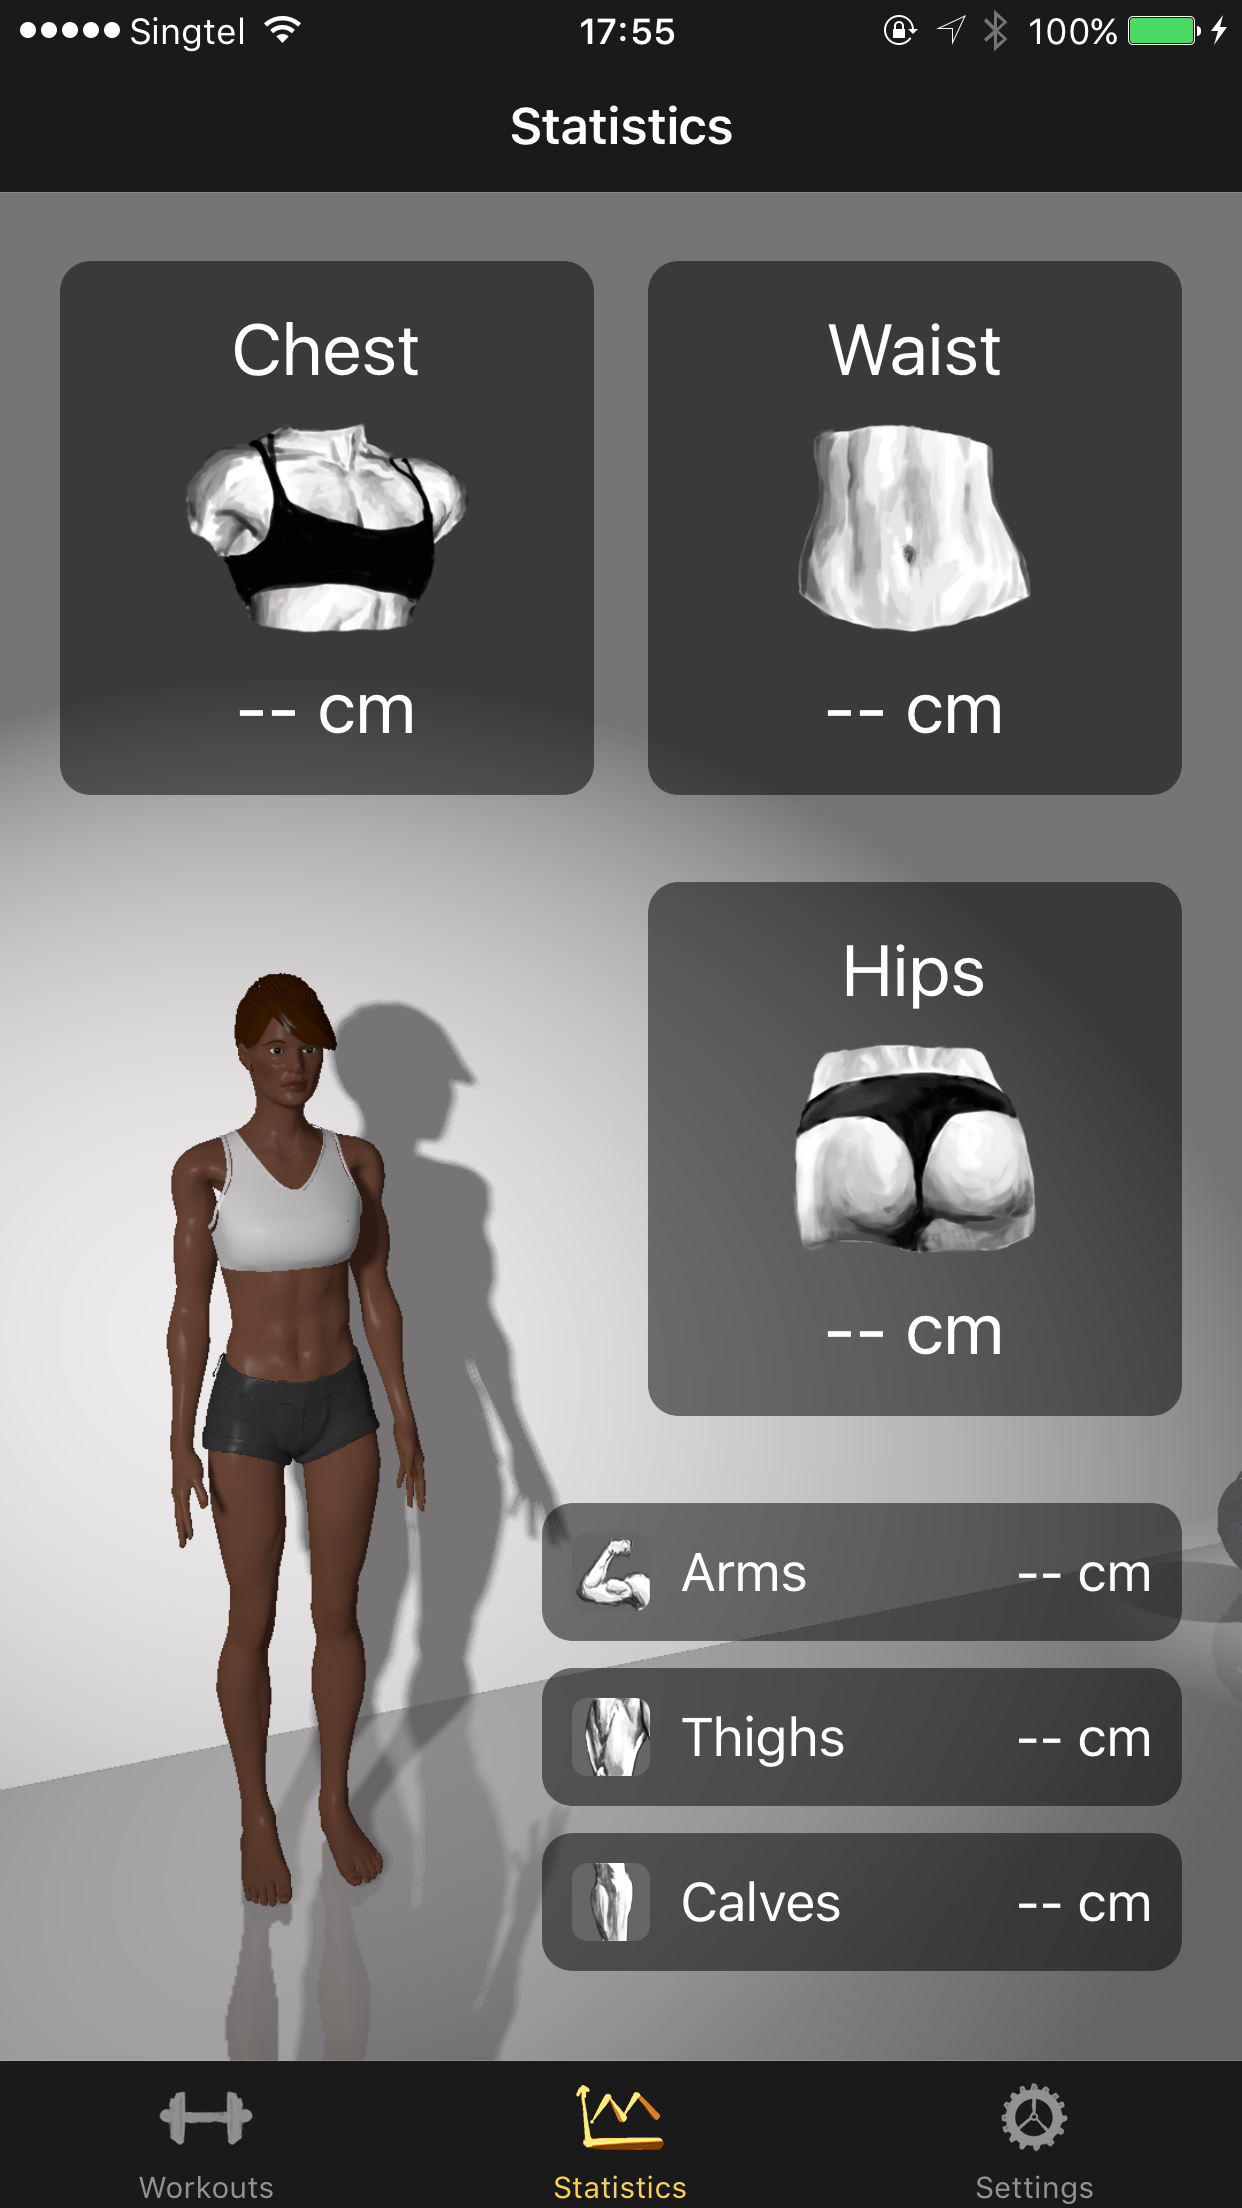 Singtel 17:55 100%
Statistics
Chest
Waist
-- cm
-- cm
Hips
-- cm
Arms -- cm
Thighs -- cm
Calves -- cm
Workouts Statistics Settings